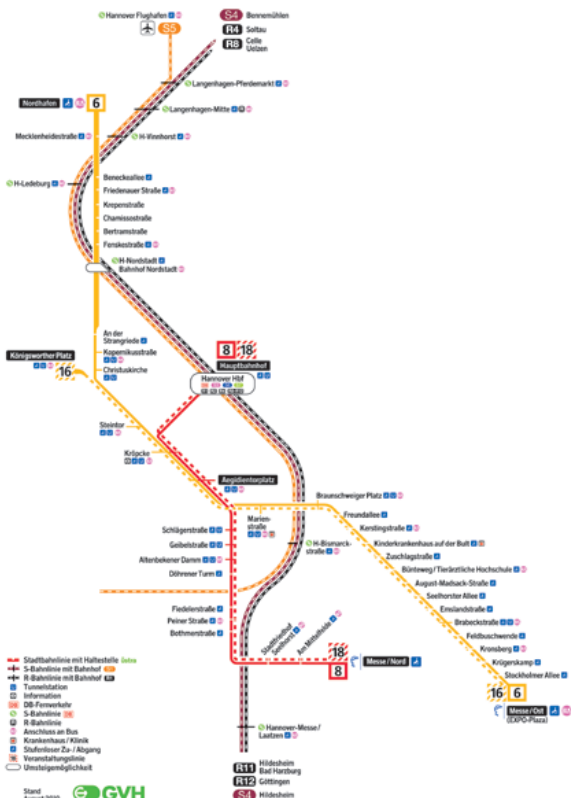 Hannover Flughafen
S5
S4 Bennemühlen
R4 Soltau
R8 Celle
Uelzen
Langenhagen-Pferdemarkt
Nordhafen 6
Langenhagen-Mitte
Mecklenheidestraße
H-Vinnhorst
Beneckeallee
H-Ledeburg
Friedenauer Straße
Krepenstraße
Chamissostraße
Bertramstraße
Fenskestraße
H-Nordstadt
Bahnhof Nordstadt
An der
Strangriede
Kopernikusstraße
Christuskirche
Königsworther Platz
16
8 18
Hauptbahnhof
Hannover Hbf
Steintor
Kröpcke
Aegidientorplatz
Braunschweiger Platz
Marien-
straße
Freundallee
Kerstingstraße
Schlägerstraße
Geibelstraße
H-Bismarck-
straße
Kinderkrankenhaus auf der Bult
Zuschlagstraße
Altenbekener Damm
Bünteweg/Tierärztliche Hochschule
Döhrener Turm
August-Madsack-Straße
Seelhorster Allee
Fiedelerstraße
Emslandstraße
Peiner Straße
Brabeckstraße
Bothmerstraße
Feldbuschwende
Stadtfriedhof
Seelhorst
Am Mittelfelde
Kronsberg
Krügerskamp
18
8
Messe/Nord
Stockholmer Allee
16 6
Messe/Ost
(EXPO-Plaza)
Hannover-Messe/
Laatzen
Stadtbahnlinie mit Haltestelle
S-Bahnlinie mit Bahnhof
R-Bahnlinie mit Bahnhof
Tunnelstation
Information
DB-Fernverkehr
S-Bahnlinie
R-Bahnlinie
Anschluss an Bus
Krankenhaus / Klinik
Stufenloser Zu-/Abgang
Veranstaltungslinie
Umsteigemöglichkeit
R11 Hildesheim
Bad Harzburg
R12 Göttingen
S4 Hildesheim
Stand
GVH